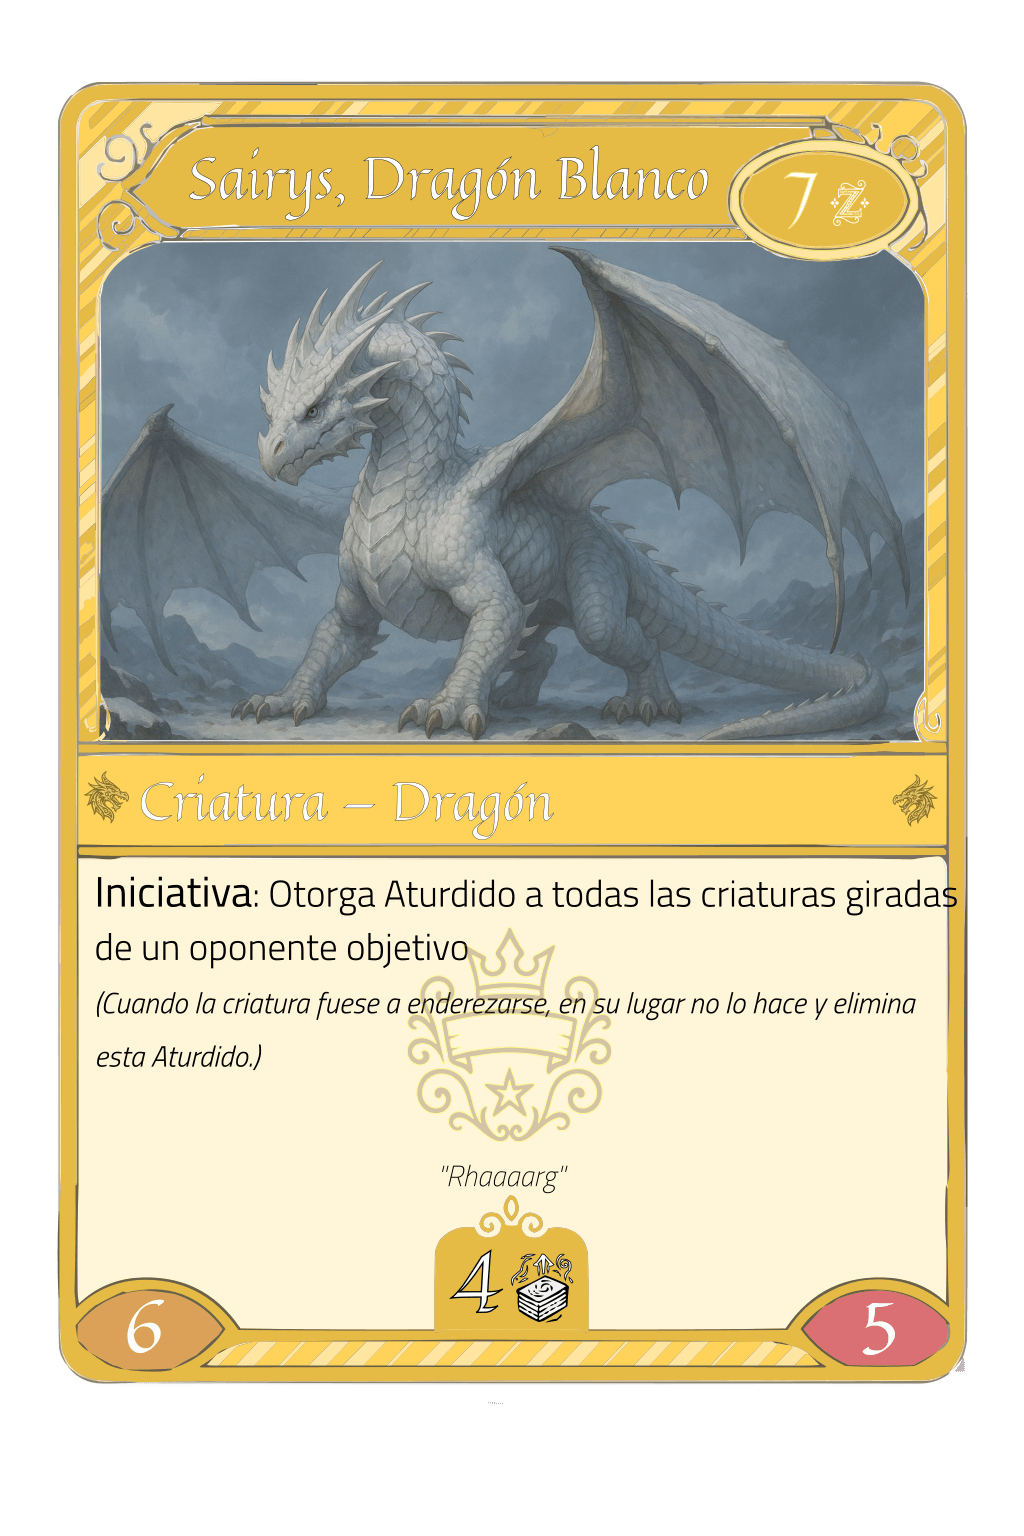 Sairys, Dragón Blanco
7 Z
Criatura – Dragón
Iniciativa: Otorga Aturdido a todas las criaturas giradas
de un oponente objetivo
(Cuando la criatura fuese a enderezarse, en su lugar no lo hace y elimina
esta Aturdido.)
"Rhaaaarg"
4
6
5